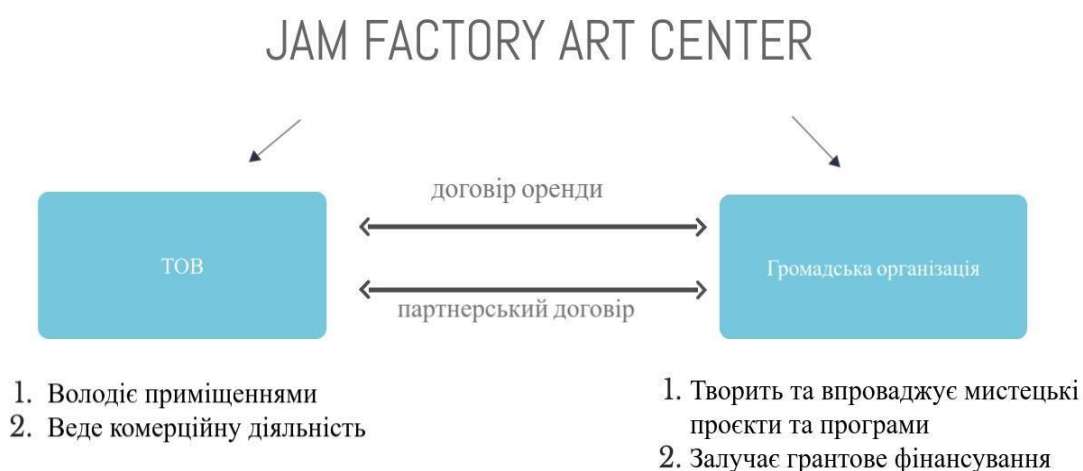 JAM FACTORY ART CENTER
договір оренди
ТОВ
Громадська організація
партнерський договір
1. Володіє приміщеннями
2. Веде комерційну діяльність
1. Творить та впроваджує мистецькі
проєкти та програми
2. Залучає грантове фінансування